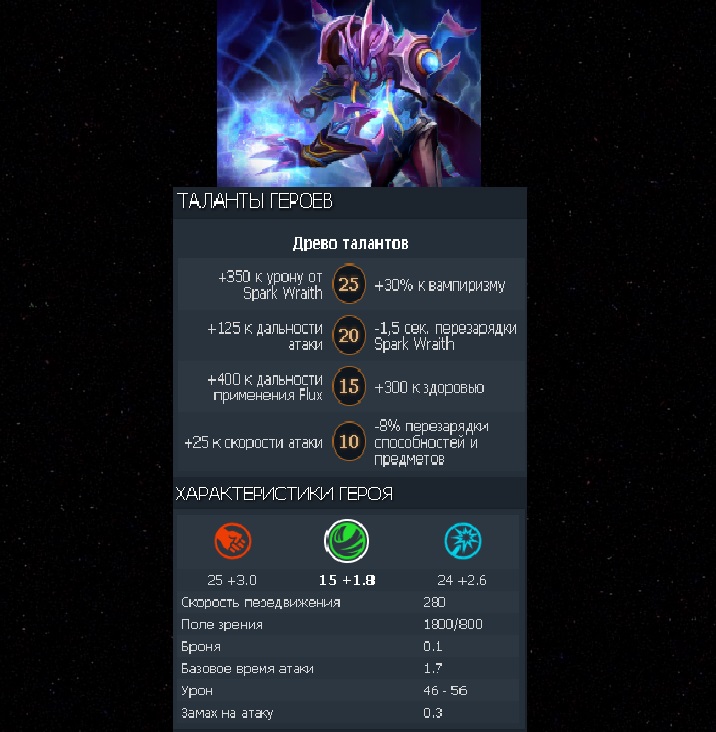 ТАЛАНТЫ ГЕРОЕВ
Древо талантов
+350 к урону от
Spark Wraith
25
+30% к вампиризму
+125 к дальности
атаки
20
-1,5 сек. перезарядки
Spark Wraith
+400 к дальности
применения Flux
15
+300 к здоровью
+25 к скорости атаки
10
-8% перезарядки
способностей и
предметов
ХАРАКТЕРИСТИКИ ГЕРОЯ
25 +3.0 15 +1.8 24 +2.6
Скорость передвижения 280
Поле зрения 1800/800
Броня 0.1
Базовое время атаки 1.7
Урон 46 - 56
Замах на атаку 0.3